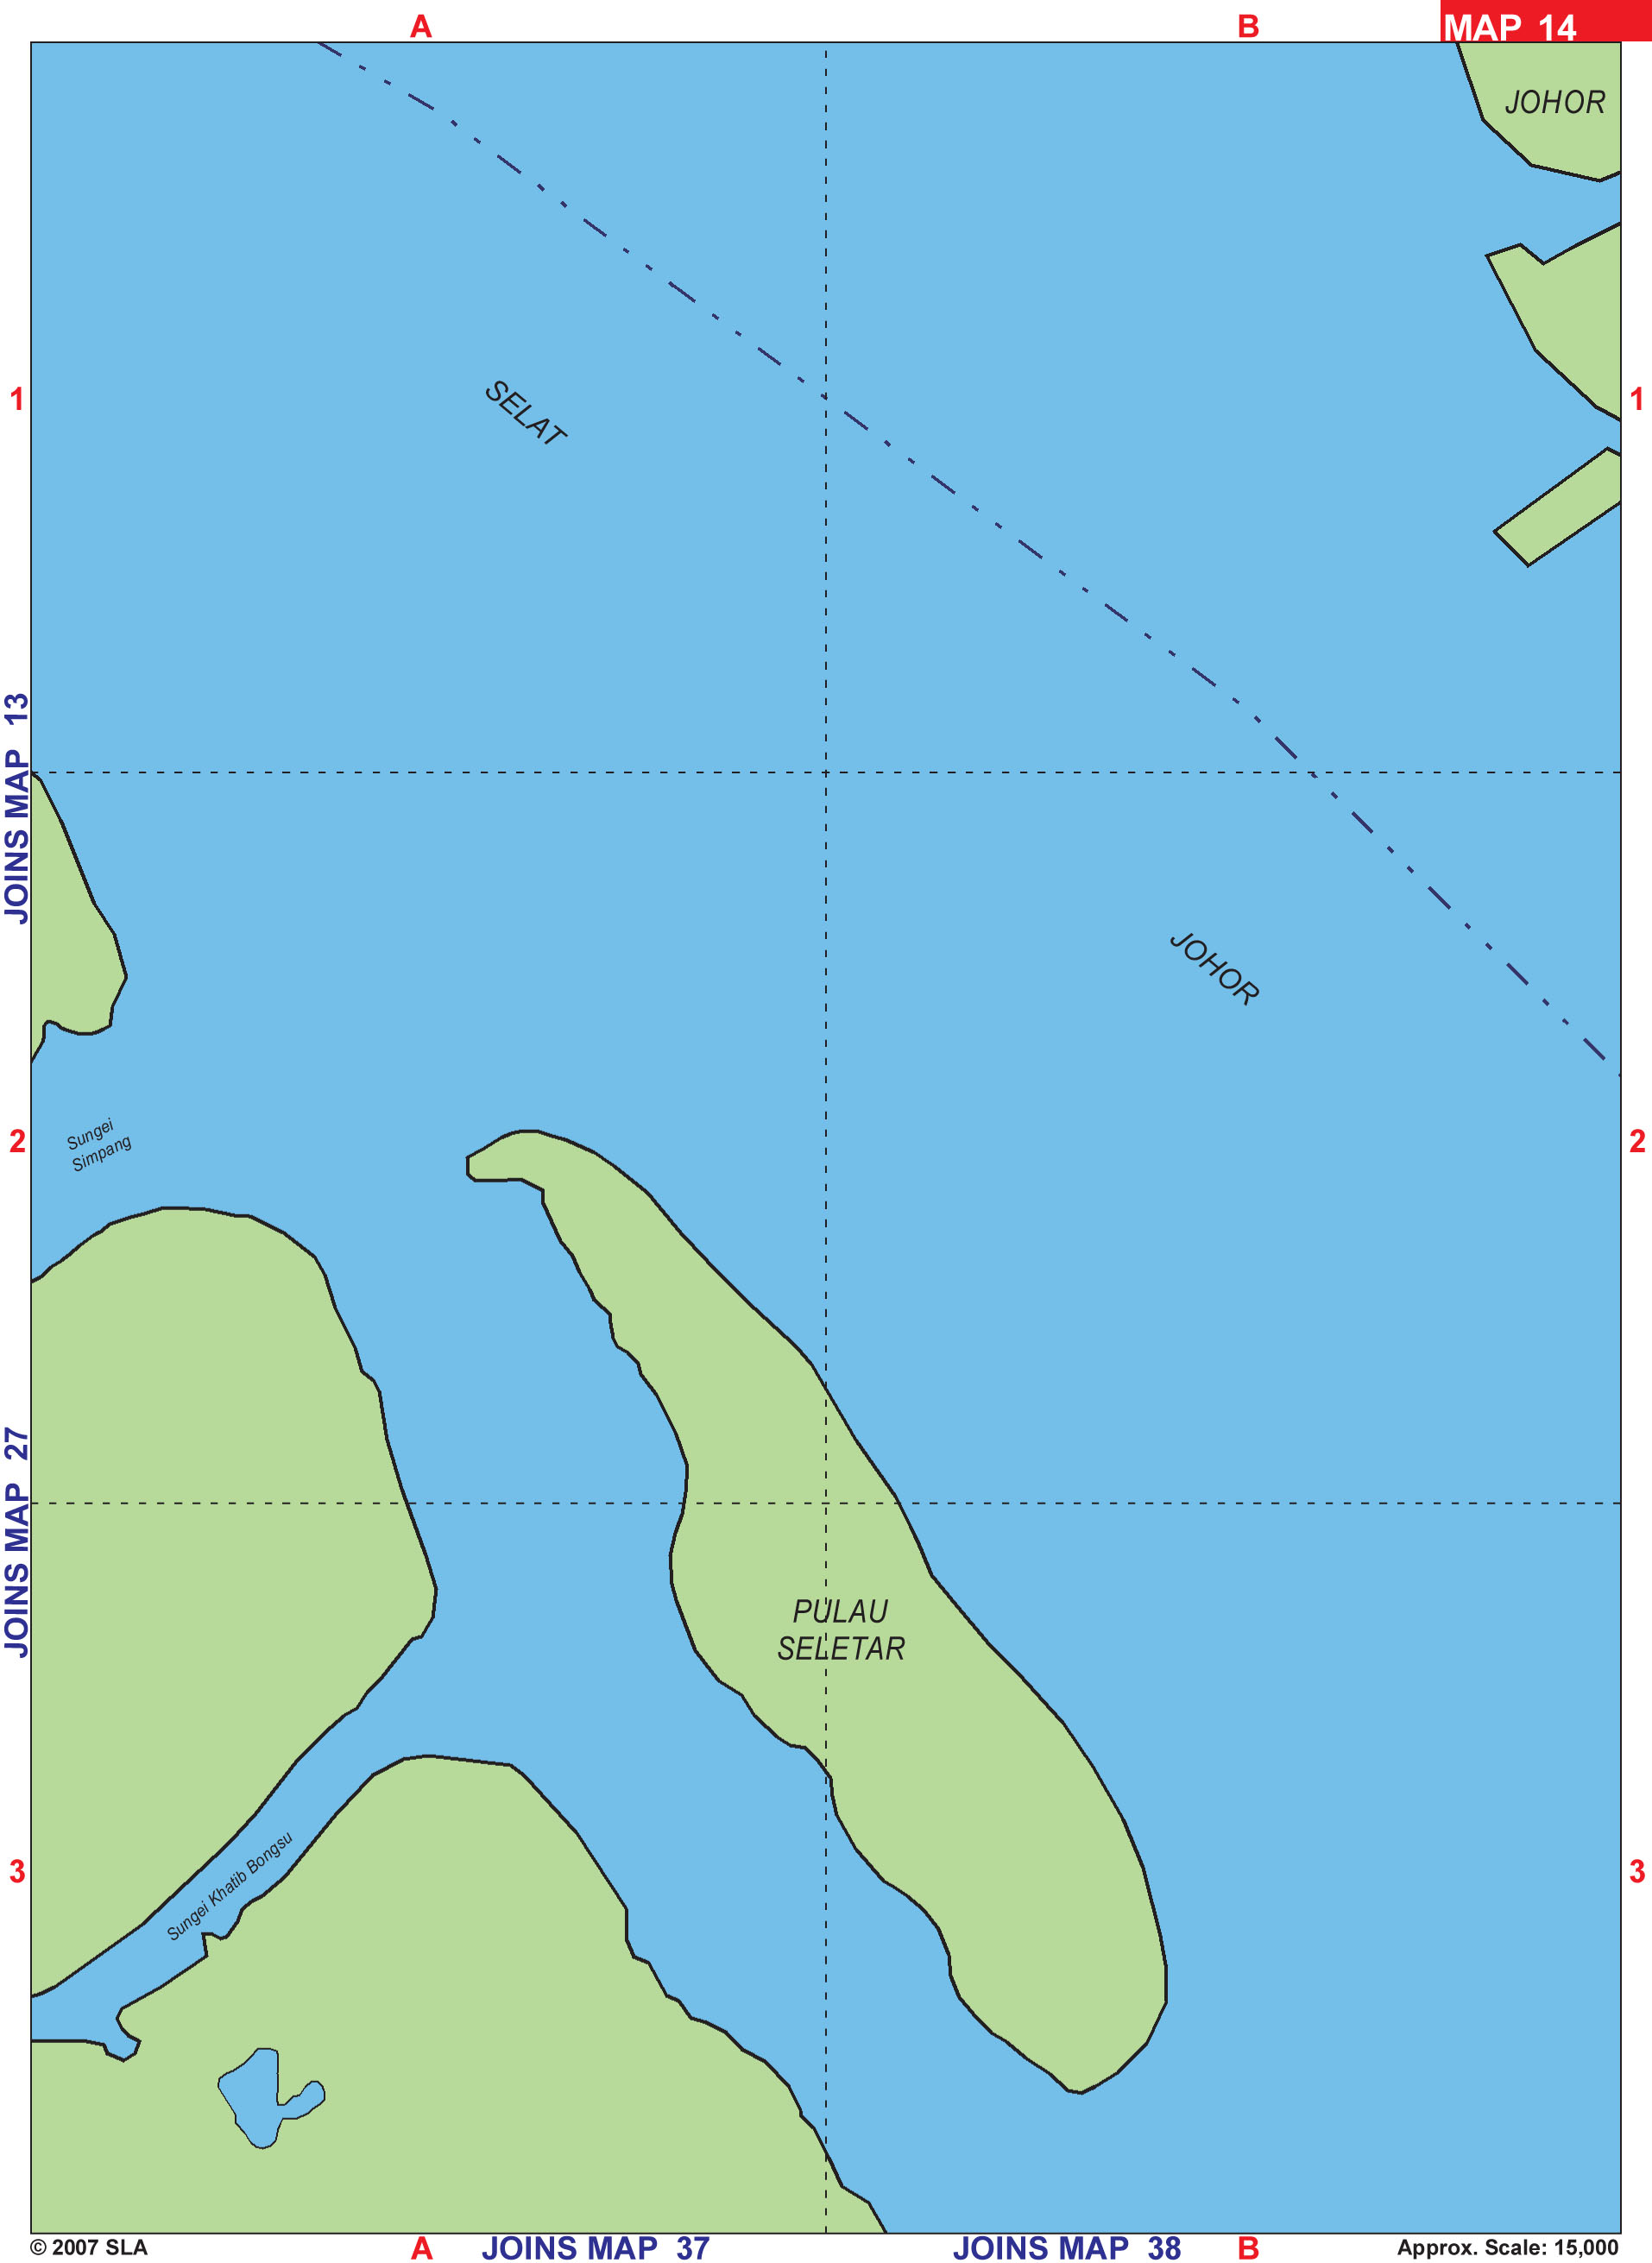 A
B
MAP 14
JOHOR
SELAT
1
1
JOINS MAP 13
JOHOR
Sungei
Simpang
2
2
JOINS MAP 27
PULAU
SELETAR
Sungei Khatib Bongsu
3
3
© 2007 SLA
A
JOINS MAP 37
JOINS MAP 38
B
Approx. Scale: 15,000